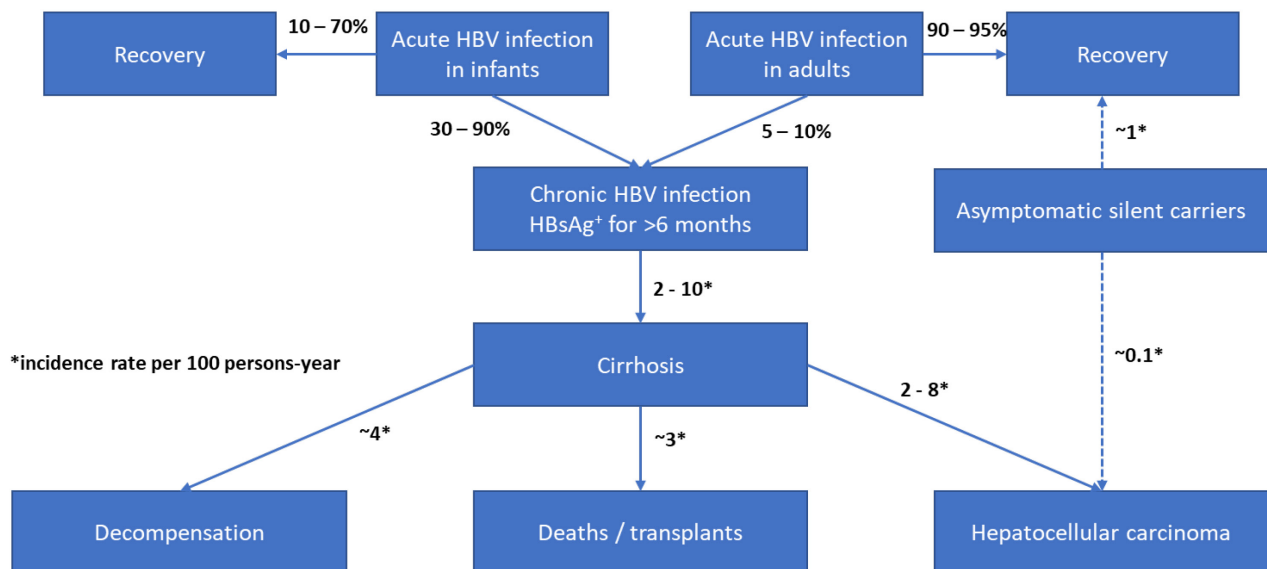 10 – 70%
90 – 95%
Recovery
Acute HBV infection
in infants
Acute HBV infection
in adults
Recovery
30 – 90%
5 – 10%
~1*
Chronic HBV infection
HBsAg⁺ for >6 months
Asymptomatic silent carriers
2 - 10*
*incidence rate per 100 persons-year
Cirrhosis
~0.1*
2 - 8*
~4*
~3*
Decompensation
Deaths / transplants
Hepatocellular carcinoma